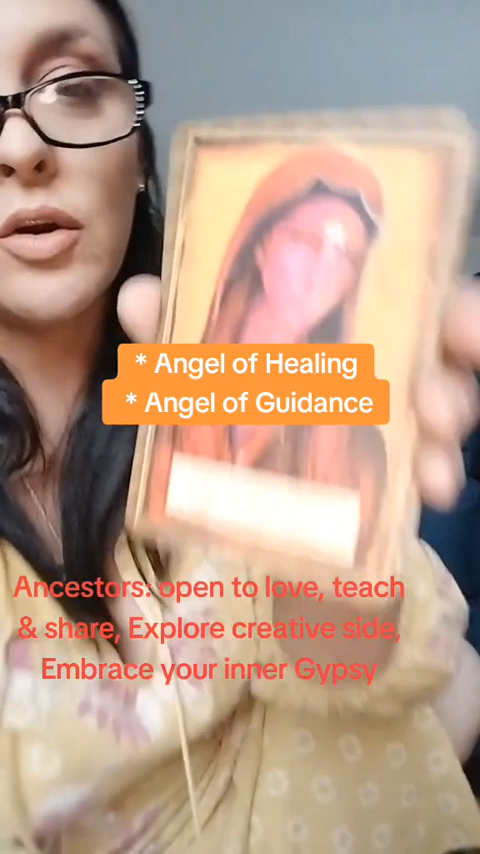 * Angel of Healing
* Angel of Guidance
Ancestors: open to love, teach
& share, Explore creative side,
Embrace your inner Gypsy